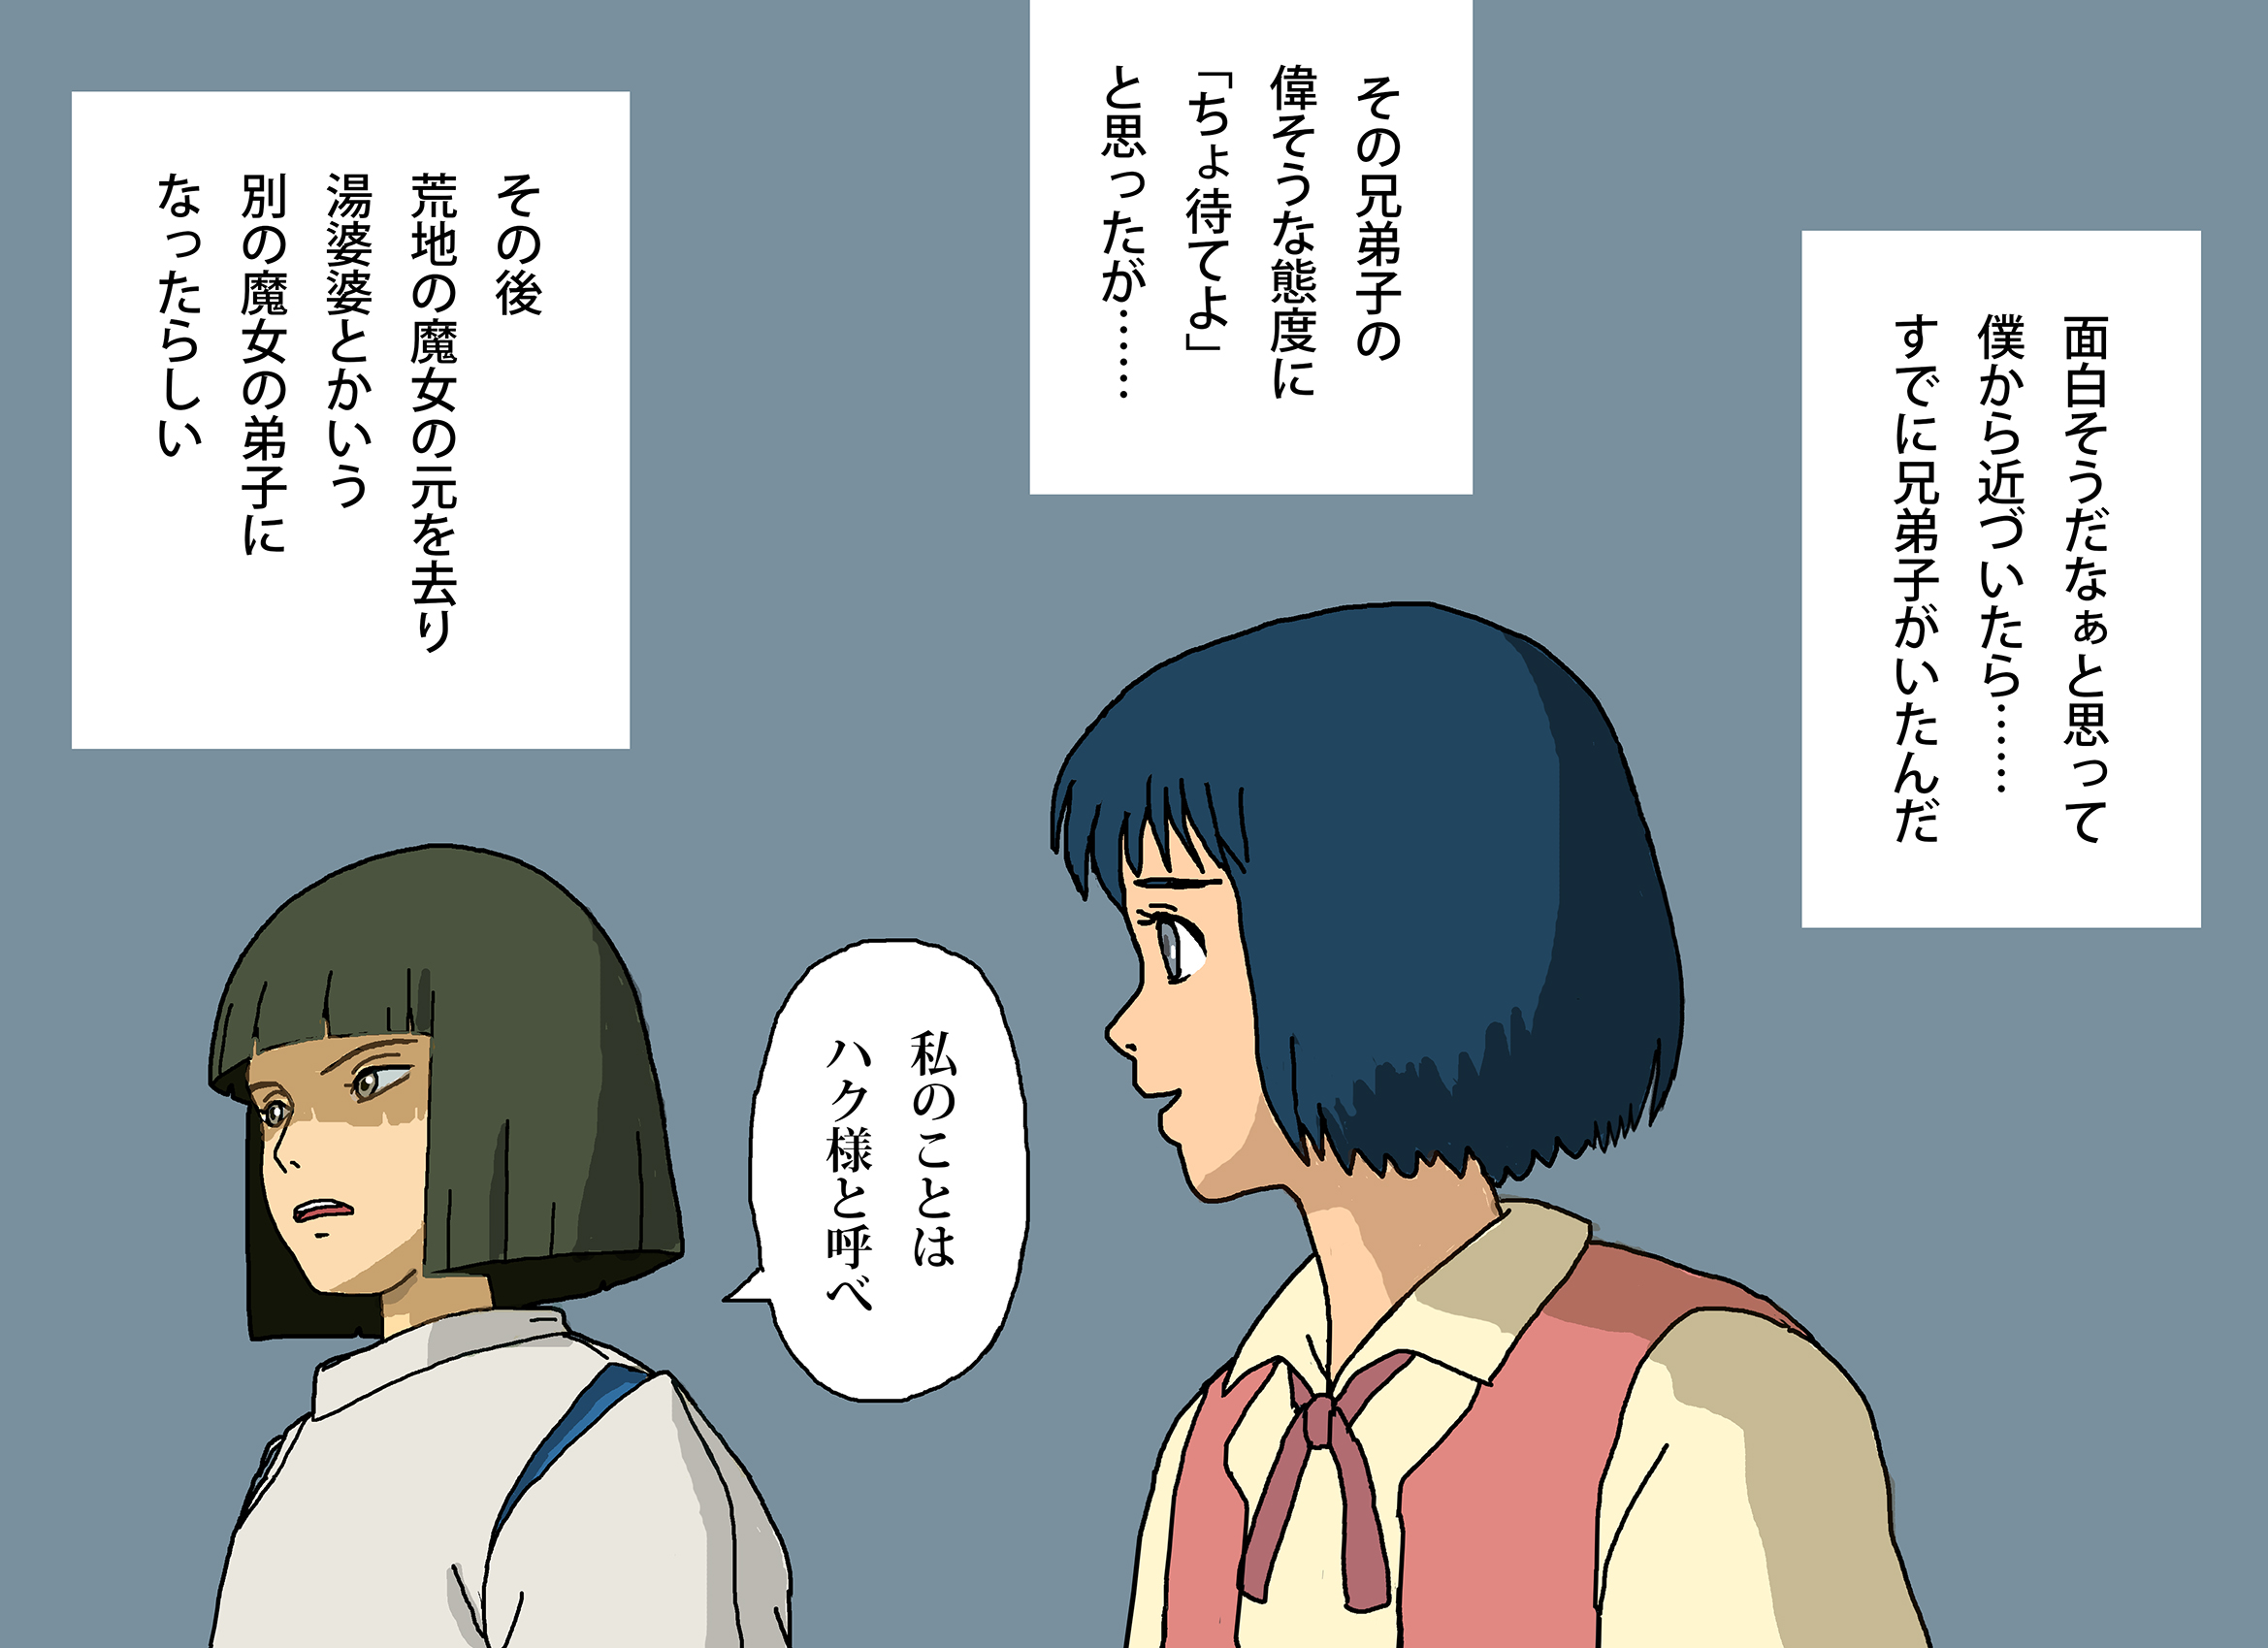 面白そうだなぁと思って
僕から近づいたら………
すでに兄弟子がいたんだ
その兄弟子の
偉そうな態度に
「ちょ待てよ」
と思ったが………
私のことは
ハク様と呼べ
その後
荒地の魔女の元を去り
湯婆婆とかいう
別の魔女の弟子に
なったらしい